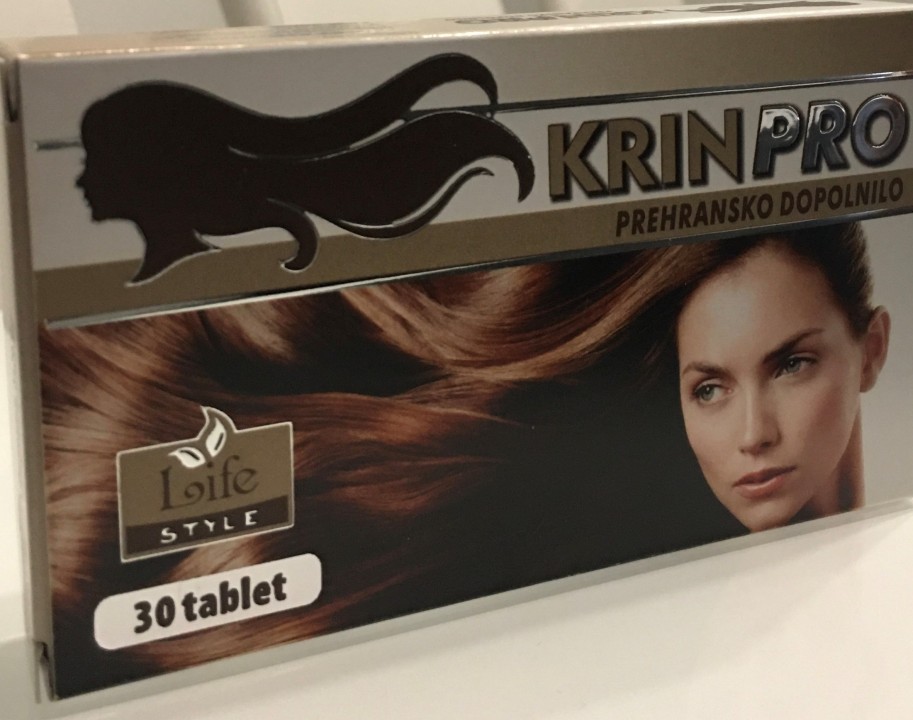 KRINPRO
PREHRANSKO DOPOLNILO
Life
STYLE
30 tablet